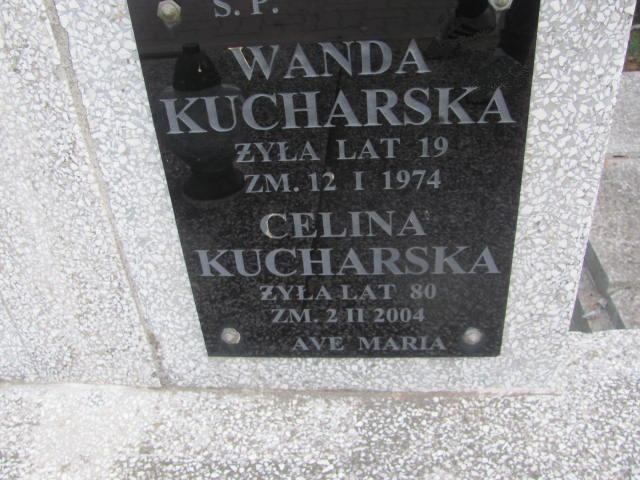 Ś. P.
WANDA
KUCHARSKA
ŻYŁA LAT 19
ZM. 12 I 1974
CELINA
KUCHARSKA
ŻYŁA LAT 80
ZM. 2 II 2004
AVE MARIA